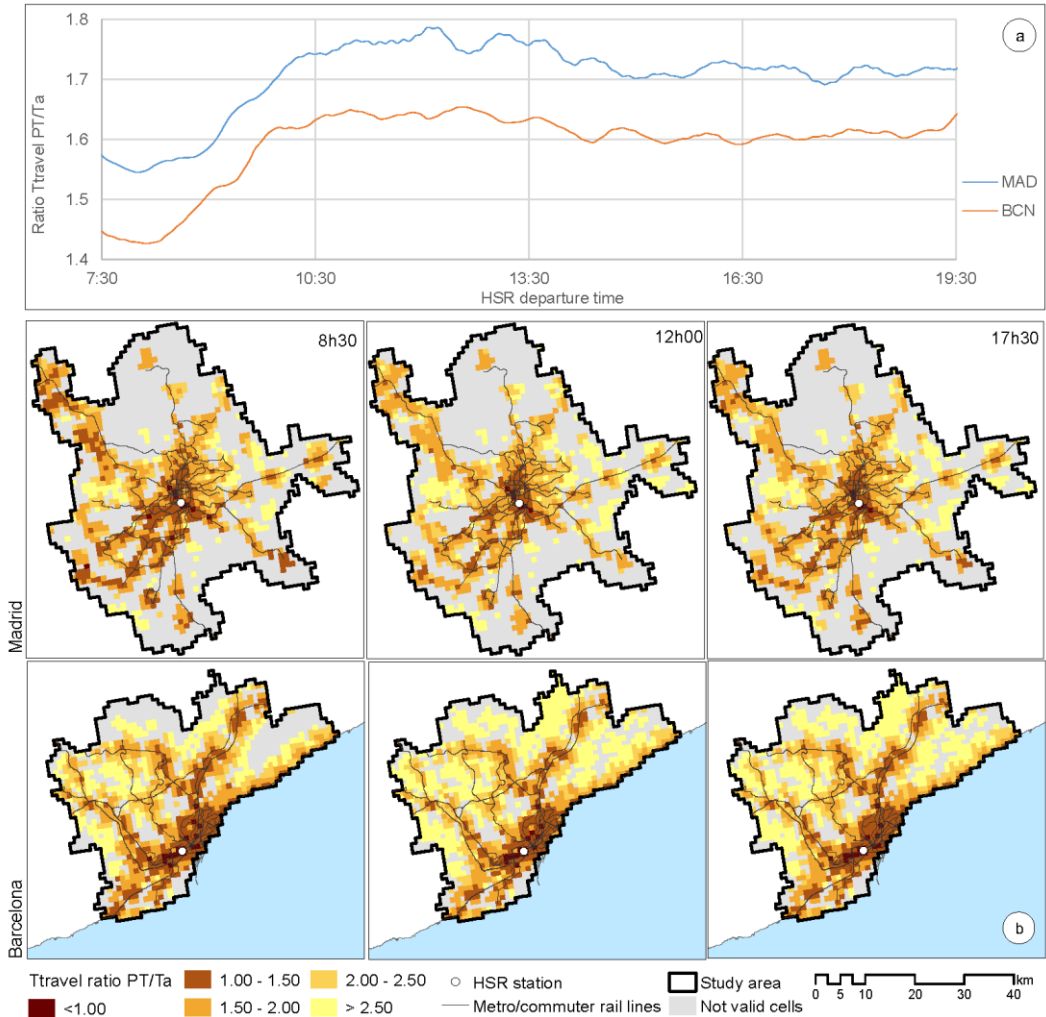 a
1.8
1.7
1.6
1.5
1.4
Ratio Ttravel PT/Ta
7:30
10:30
13:30
16:30
19:30
HSR departure time
MAD
BCN
8h30
12h00
17h30
Madrid
Barcelona
b
Ttravel ratio PT/Ta
<1.00
1.00 - 1.50
1.50 - 2.00
2.00 - 2.50
> 2.50
HSR station
Metro/commuter rail lines
Study area
Not valid cells
km
0 5 10 20 30 40